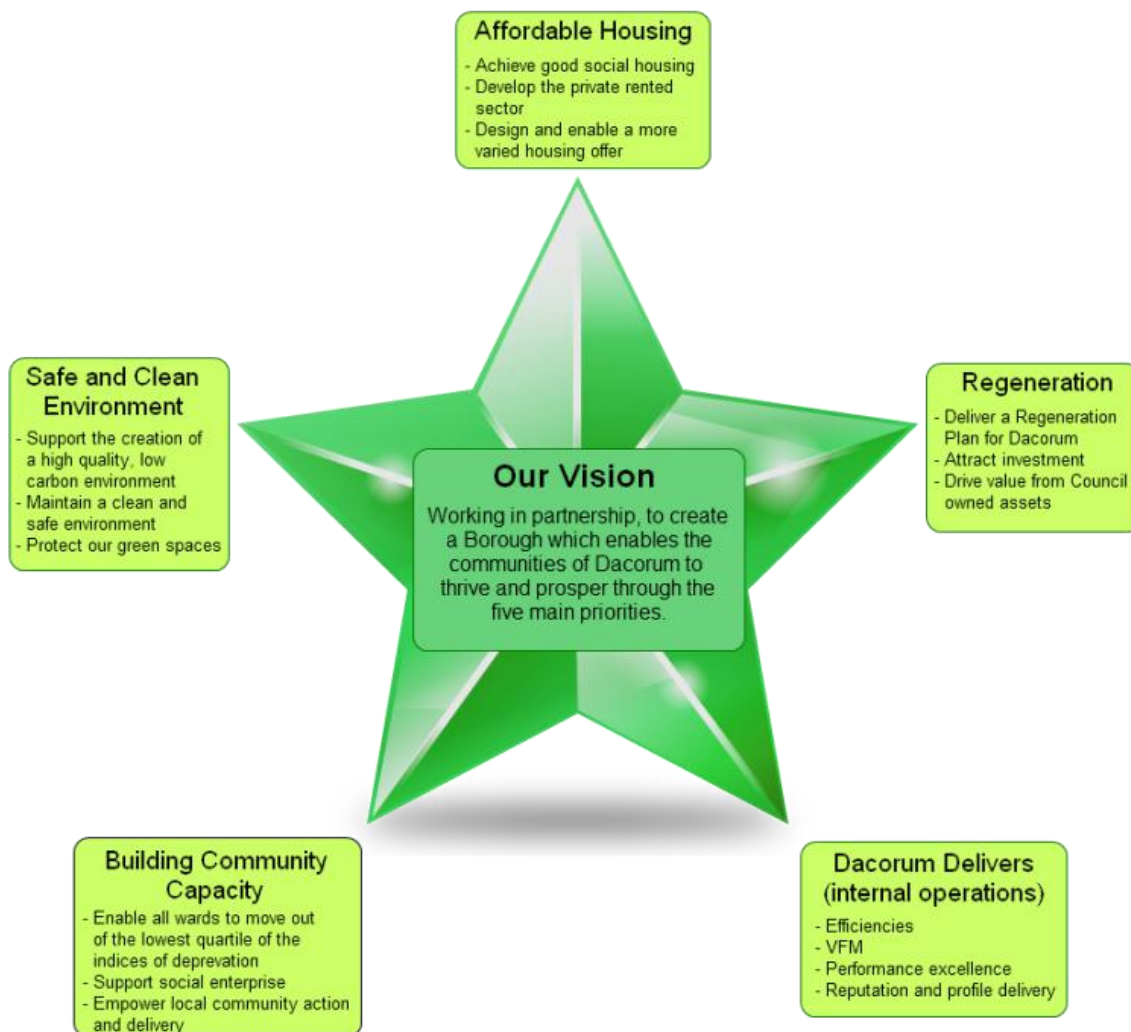 Affordable Housing
- Achieve good social housing
- Develop the private rented
sector
- Design and enable a more
varied housing offer
Safe and Clean
Environment
- Support the creation of
a high quality, low
carbon environment
- Maintain a clean and
safe environment
- Protect our green spaces
Our Vision
Working in partnership, to create
a Borough which enables the
communities of Dacorum to
thrive and prosper through the
five main priorities.
Regeneration
- Deliver a Regeneration
Plan for Dacorum
- Attract investment
- Drive value from Council
owned assets
Building Community
Capacity
- Enable all wards to move out
of the lowest quartile of the
indices of deprevation
- Support social enterprise
- Empower local community action
and delivery
Dacorum Delivers
(internal operations)
- Efficiencies
- VFM
- Performance excellence
- Reputation and profile delivery